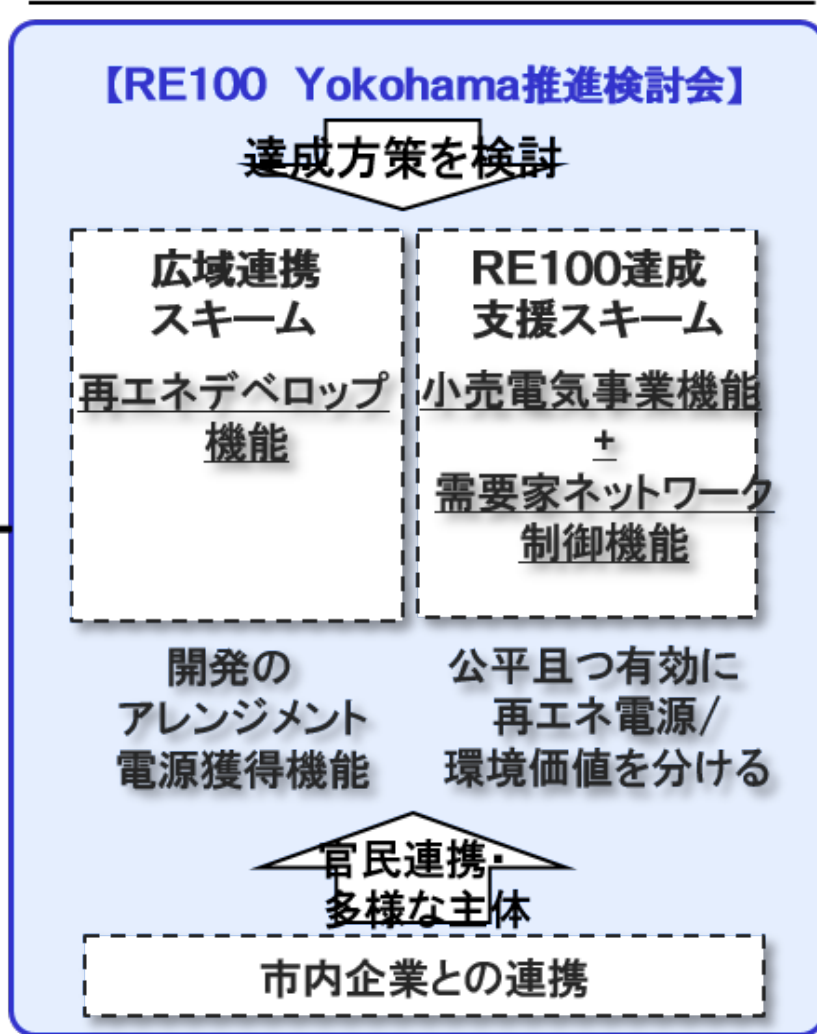 【RE100 Yokohama推進検討会】
達成方策を検討
広域連携
スキーム
再エネデベロップ
機能
RE100達成
支援スキーム
小売電気事業機能
+
需要家ネットワーク
制御機能
開発の
アレンジメント
電源獲得機能
公平且つ有効に
再エネ電源/
環境価値を分ける
官民連携・
多様な主体
市内企業との連携